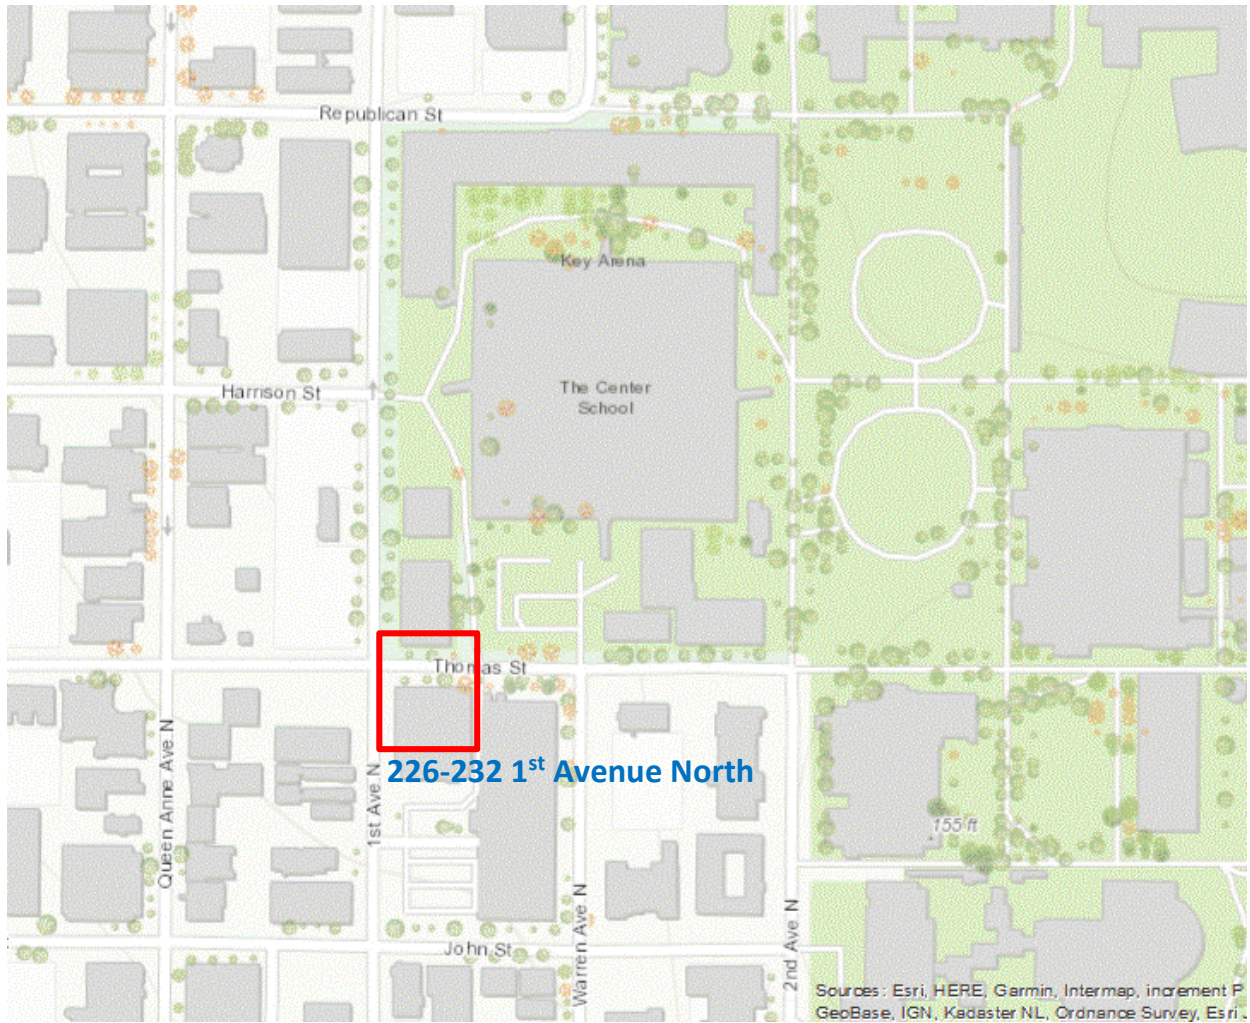 Republican St
Key Arena
The Center
School
Harrison St
Thomas St
226-232 1st Avenue North
Queen Anne Ave N
1st Ave N
155 ft
Warren Ave N
2nd Ave N
John St
Sources: Esri, HERE, Garmin, Intermap, increment P
GeoBase, IGN, Kadaster NL, Ordnance Survey, Esri J